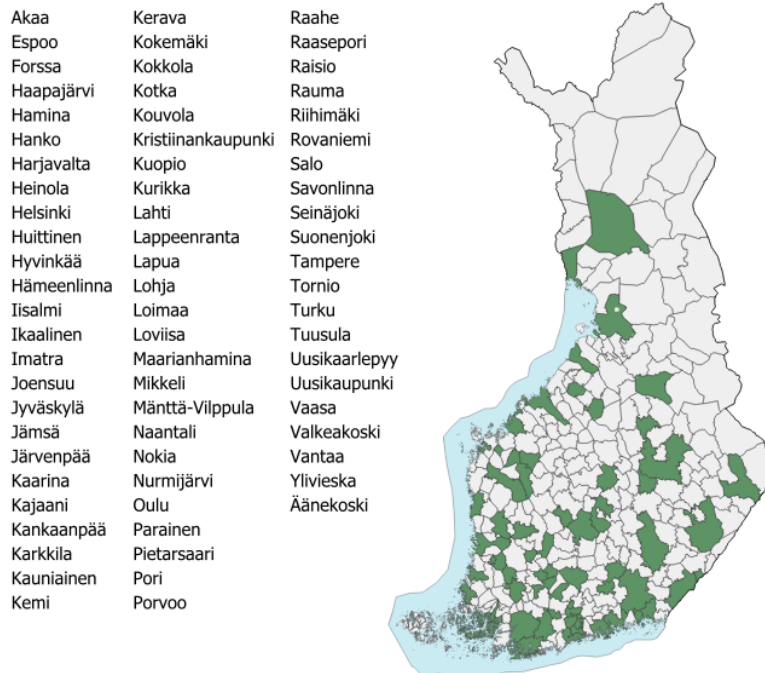 Akaa
Espoo
Forssa
Haapajärvi
Hamina
Hanko
Harjavalta
Heinola
Helsinki
Huittinen
Hyvinkää
Hämeenlinna
Iisalmi
Ikaalinen
Imatra
Joensuu
Jyväskylä
Jämsä
Järvenpää
Kaarina
Kajaani
Kankaanpää
Karkkila
Kauniainen
Kemi
Kerava
Kokemäki
Kokkola
Kotka
Kouvola
Kristiinankaupunki
Kuopio
Kurikka
Lahti
Lappeenranta
Lapua
Lohja
Loimaa
Loviisa
Maarianhamina
Mikkeli
Mänttä-Vilppula
Naantali
Nokia
Nurmijärvi
Oulu
Parainen
Pietarsaari
Pori
Porvoo
Raahe
Raasepori
Raisio
Rauma
Riihimäki
Rovaniemi
Salo
Savonlinna
Seinäjoki
Suonenjoki
Tampere
Tornio
Turku
Tuusula
Uusikaarlepyy
Uusikaupunki
Vaasa
Valkeakoski
Vantaa
Ylivieska
Äänekoski